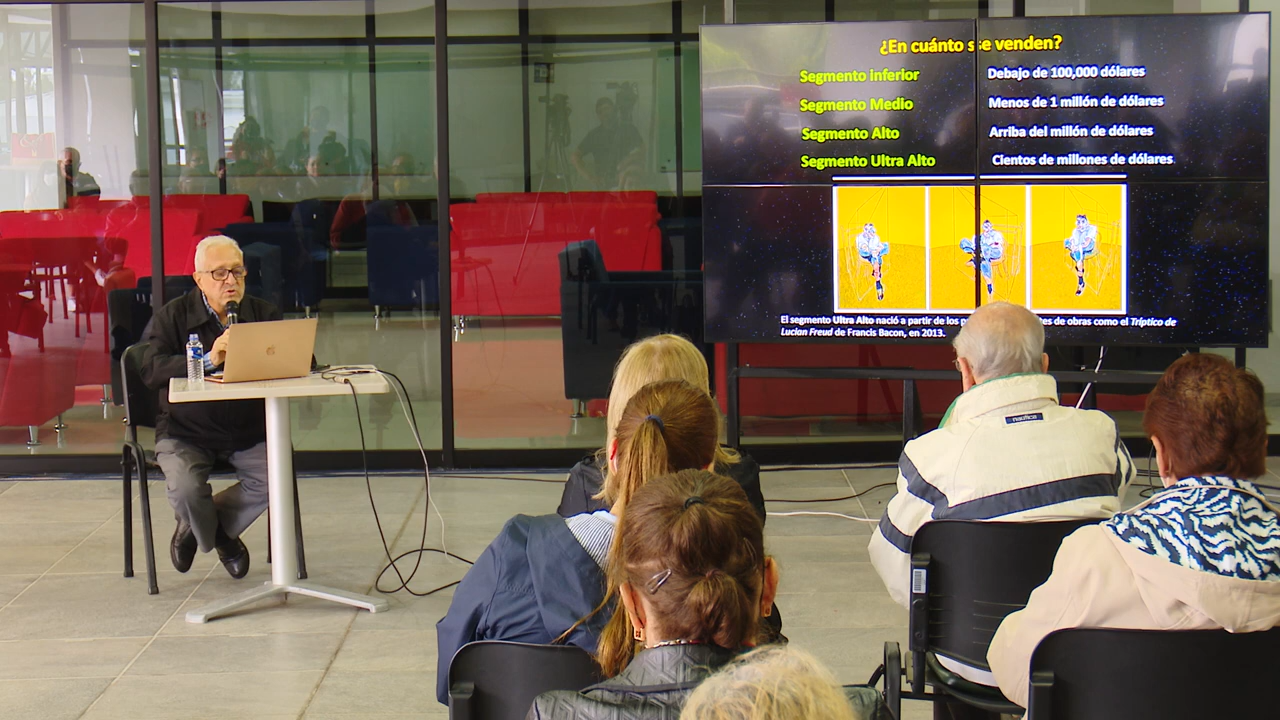 ¿En cuánto sse venden?
Segmento inferior Debajo de 100,000 dólares
Segmento Medio Menos de 1 millón de dólares
Segmento Alto Arriba del millón de dólares
Segmento Ultra Alto Cientos de millones de dólares
El segmento Ultra Alto nació a partir de los es de obras como el Tríptico de
Lucian Freud de Francis Bacon, en 2013.
nautica